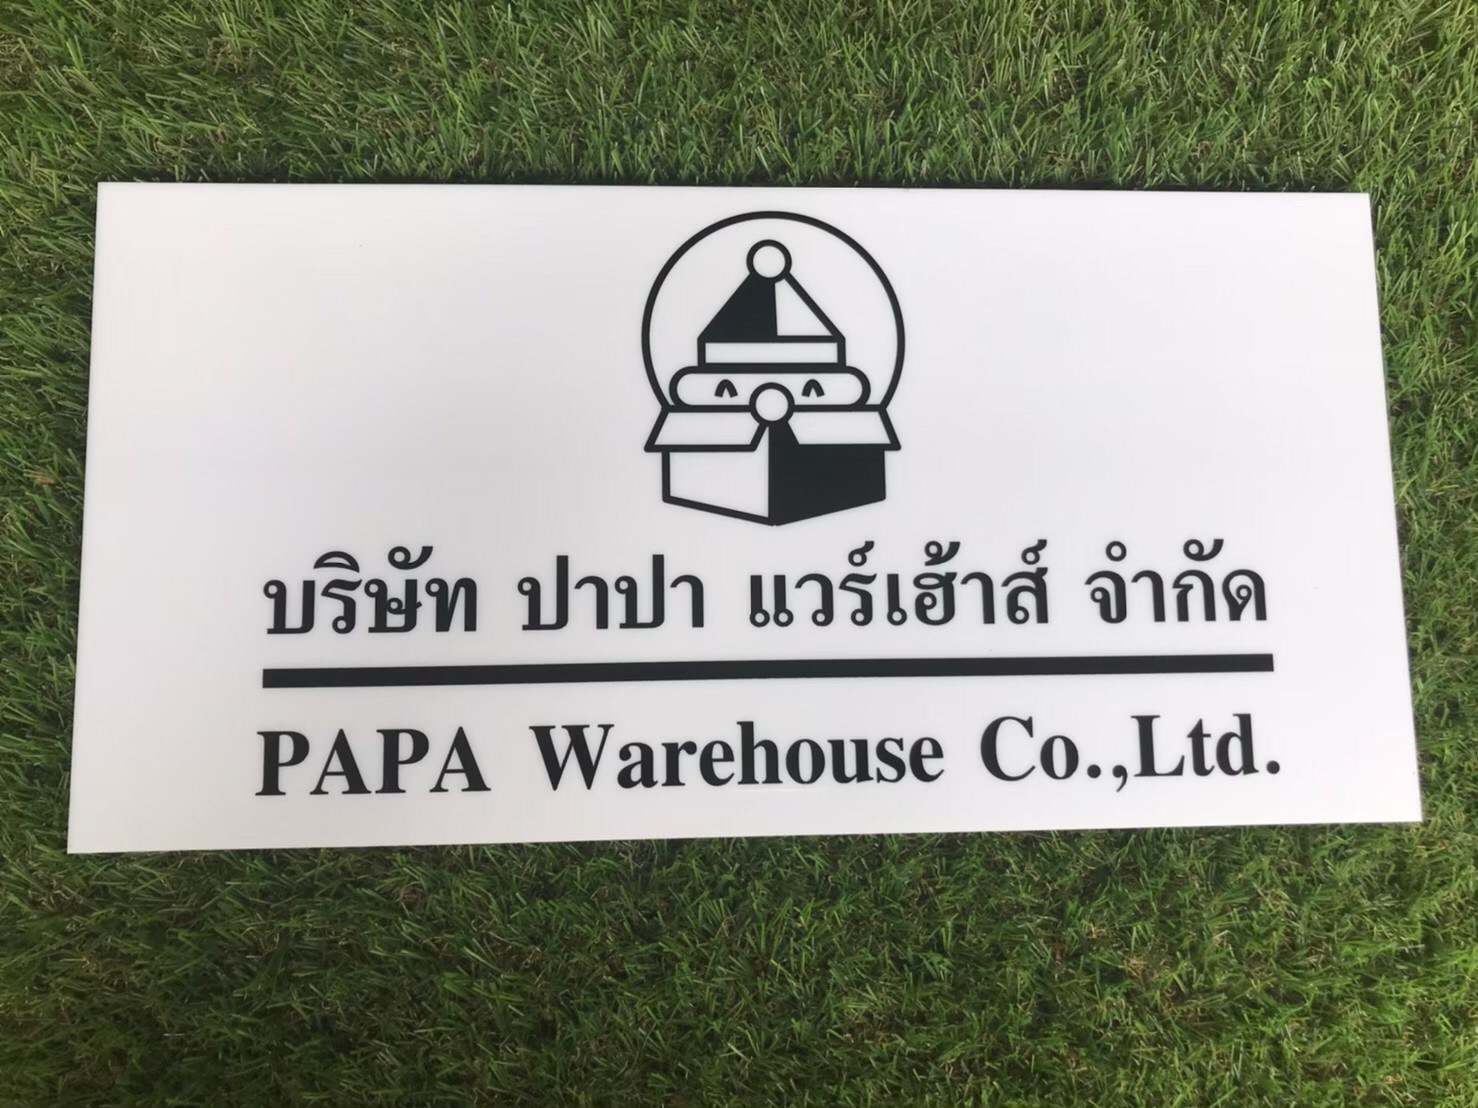 บริษัท ปาปา แวร์เฮ้าส์ จำกัด
PAPA Warehouse Co.,Ltd.